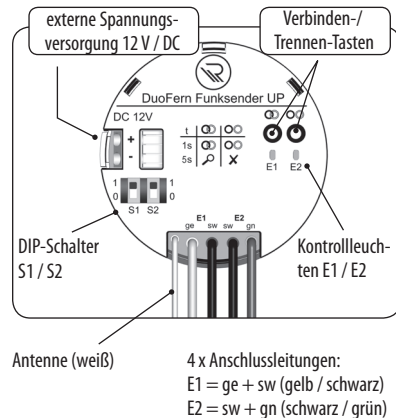 externe Spannungs-
versorgung 12 V / DC
Verbinden-/
Trennen-Tasten
DuoFern Funksender UP
DC 12V
+
-
t
1s
5s
E1 E2
1 1
0 0
S1 S2
E1 E2
ge sw sw gn
DIP-Schalter
S1 / S2
Kontrollleuch-
ten E1 / E2
Antenne (weiß)
4 x Anschlussleitungen:
E1 = ge + sw (gelb / schwarz)
E2 = sw + gn (schwarz / grün)